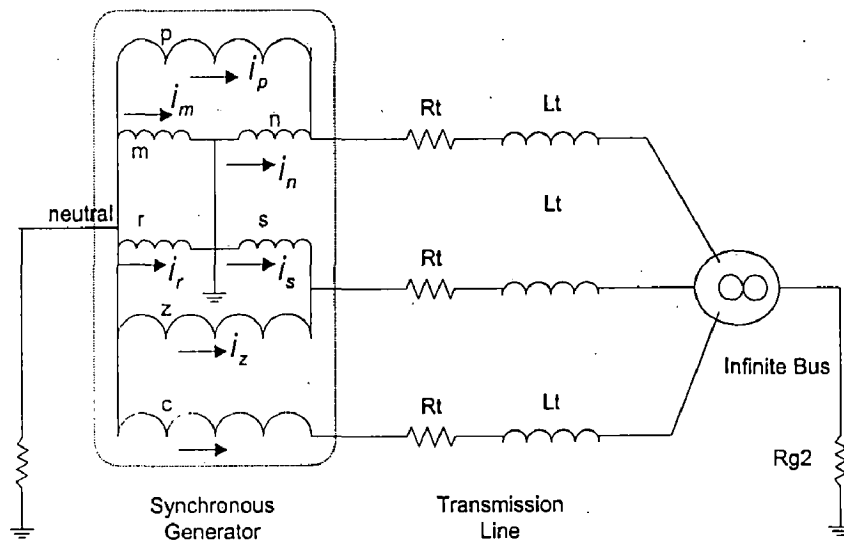 p
i_p
i_m
n
m
i_n
Rt
Lt
neutral
r
s
i_r
i_s
Rt
Lt
z
i_z
Infinite Bus
c
Rt
Lt
Rg2
Synchronous
Generator
Transmission
Line